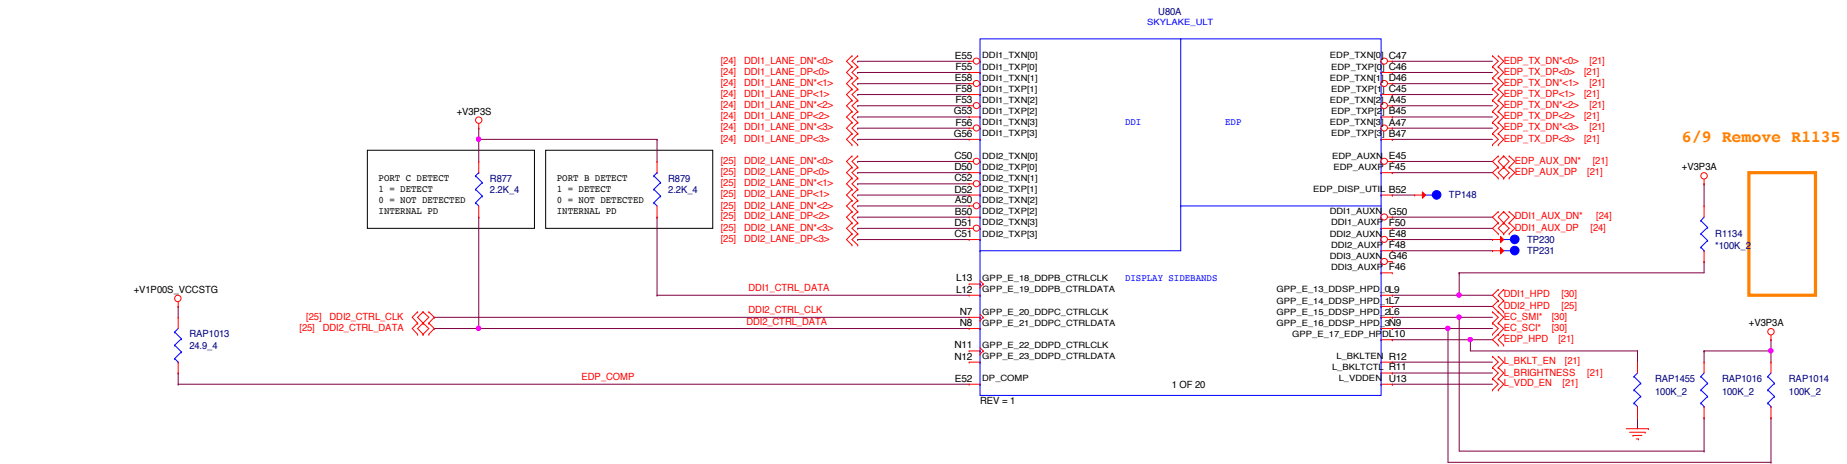 U80A
SKYLAKE_ULT
[24] DDI1_LANE_DN*<0> E55 DDI1_TXN[0] EDP_TXN[0] C47 EDP_TX_DN*<0> [21]
[24] DDI1_LANE_DP<0> F55 DDI1_TXP[0] EDP_TXP[0] C46 EDP_TX_DP<0> [21]
[24] DDI1_LANE_DN*<1> E58 DDI1_TXN[1] EDP_TXN[1] D46 EDP_TX_DN*<1> [21]
[24] DDI1_LANE_DP<1> F58 DDI1_TXP[1] EDP_TXP[1] C45 EDP_TX_DP<1> [21]
[24] DDI1_LANE_DN*<2> F53 DDI1_TXN[2] EDP_TXN[2] A45 EDP_TX_DN*<2> [21]
[24] DDI1_LANE_DP<2> G53 DDI1_TXP[2] EDP_TXP[2] B45 EDP_TX_DP<2> [21]
[24] DDI1_LANE_DN*<3> F56 DDI1_TXN[3] EDP_TXN[3] A47 EDP_TX_DN*<3> [21]
[24] DDI1_LANE_DP<3> G56 DDI1_TXP[3] EDP_TXP[3] B47 EDP_TX_DP<3> [21]
DDI EDP
+V3P3S
6/9 Remove R1135
[25] DDI2_LANE_DN*<0> C50 DDI2_TXN[0] EDP_AUXN E45 EDP_AUX_DN* [21]
[25] DDI2_LANE_DP<0> D50 DDI2_TXP[0] EDP_AUXP F45 EDP_AUX_DP [21]
[25] DDI2_LANE_DN*<1> C52 DDI2_TXN[1]
[25] DDI2_LANE_DP<1> D52 DDI2_TXP[1] EDP_DISP_UTIL B52 TP148
[25] DDI2_LANE_DN*<2> A50 DDI2_TXN[2]
[25] DDI2_LANE_DP<2> B50 DDI2_TXP[2] DDI1_AUXN G50 DDI1_AUX_DN* [24]
[25] DDI2_LANE_DN*<3> D51 DDI2_TXN[3] DDI1_AUXP F50 DDI1_AUX_DP [24]
[25] DDI2_LANE_DP<3> C51 DDI2_TXP[3] DDI2_AUXN E48 TP230
DDI2_AUXP F48 TP231
DDI3_AUXN G46
DDI3_AUXP F46
PORT C DETECT
1 = DETECT
0 = NOT DETECTED
INTERNAL PD
R877
2.2K_4
PORT B DETECT
1 = DETECT
0 = NOT DETECTED
INTERNAL PD
R879
2.2K_4
+V3P3A
R1134
*100K_2
DISPLAY SIDEBANDS
L13 GPP_E_18_DDPB_CTRLCLK
DDI1_CTRL_DATA L12 GPP_E_19_DDPB_CTRLDATA GPP_E_13_DDSP_HPD_0 L9 DDI1_HPD [30]
GPP_E_14_DDSP_HPD_1 L7 DDI2_HPD [25]
[25] DDI2_CTRL_CLK DDI2_CTRL_CLK N7 GPP_E_20_DDPC_CTRLCLK GPP_E_15_DDSP_HPD_2 L6 EC_SMI* [30]
[25] DDI2_CTRL_DATA DDI2_CTRL_DATA N8 GPP_E_21_DDPC_CTRLDATA GPP_E_16_DDSP_HPD_3 N9 EC_SCI* [30]
GPP_E_17_EDP_HPD L10 EDP_HPD [21]
N11 GPP_E_22_DDPD_CTRLCLK
N12 GPP_E_23_DDPD_CTRLDATA L_BKLTEN R12 L_BKLT_EN [21]
L_BKLTCTL R11 L_BRIGHTNESS [21]
EDP_COMP E52 DP_COMP L_VDDEN U13 L_VDD_EN [21]
1 OF 20
REV = 1
+V1P00S_VCCSTG
RAP1013
24.9_4
+V3P3A
RAP1455
100K_2
RAP1016
100K_2
RAP1014
100K_2